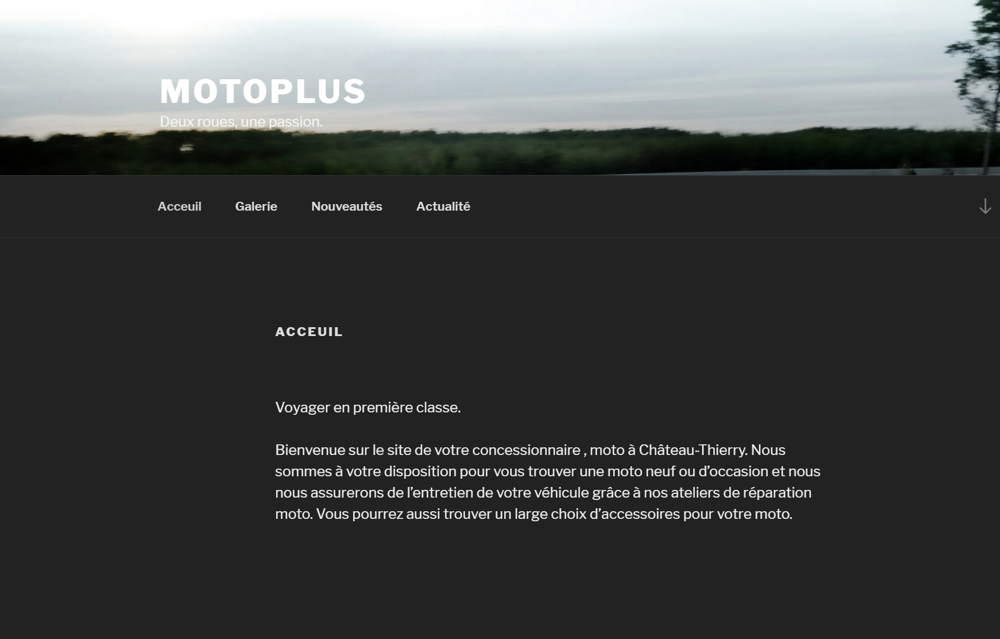 MOTOPLUS
Deux roues, une passion.
Acceuil Galerie Nouveautés Actualité
ACCEUIL
Voyager en première classe.
Bienvenue sur le site de votre concessionnaire , moto à Château-Thierry. Nous
sommes à votre disposition pour vous trouver une moto neuf ou d’occasion et nous
nous assurerons de l’entretien de votre véhicule grâce à nos ateliers de réparation
moto. Vous pourrez aussi trouver un large choix d’accessoires pour votre moto.